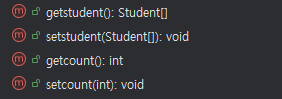 getstudent(): Student[]
setstudent(Student[]): void
getcount(): int
setcount(int): void